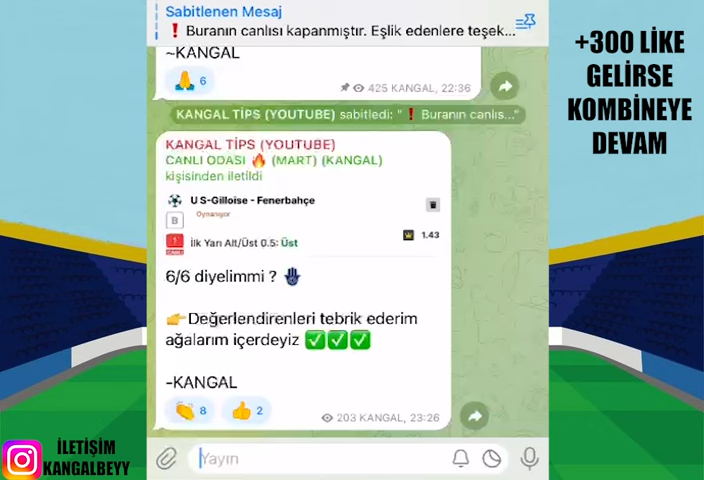 Sabitlenen Mesaj
❗ Buranın canlısı kapanmıştır. Eşlik edenlere teşek...
~KANGAL
🙏 6
425 KANGAL, 22:36
KANGAL TİPS (YOUTUBE) sabitledi: "❗ Buranın canlıs..."
KANGAL TİPS (YOUTUBE)
CANLI ODASI 🔥 (MART) (KANGAL)
kişisinden iletildi
U S-Gilloise - Fenerbahçe
Oynanıyor
B
1.43
1
CANLI
İlk Yarı Alt/Üst 0.5: Üst
6/6 diyelimmi ? 🪬
👉Değerlendirenleri tebrik ederim
ağalarım içerdeyiz ✅✅✅
~KANGAL
👏 8 👍 2
203 KANGAL, 23:26
Yayın
+300 LİKE
GELİRSE
KOMBİNEYE
DEVAM
İLETİŞİM
KANGALBEYY